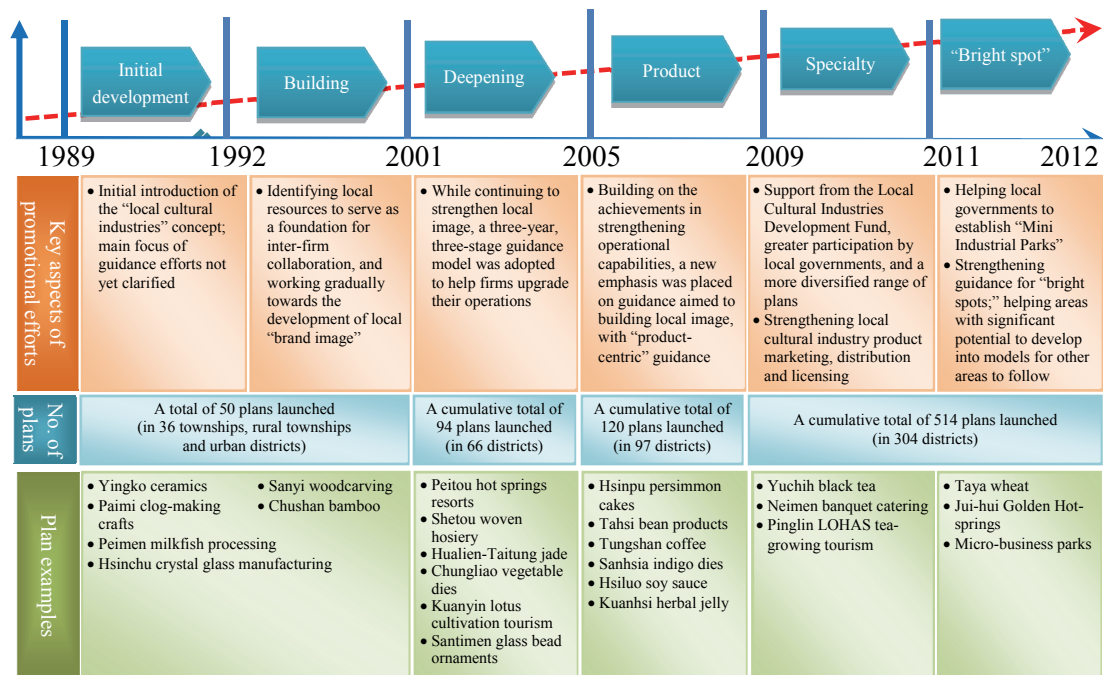 Initial
development
Building
Deepening
Product
Specialty
“Bright spot”
1989
1992
2001
2005
2009
2011
2012
Key aspects of
promotional efforts
• Initial introduction of
the “local cultural
industries” concept;
main focus of
guidance efforts not
yet clarified
• Identifying local
resources to serve as
a foundation for
inter-firm
collaboration, and
working gradually
towards the
development of local
“brand image”
• While continuing to
strengthen local
image, a three-year,
three-stage guidance
model was adopted
to help firms upgrade
their operations
• Building on the
achievements in
strengthening
operational
capabilities, a new
emphasis was placed
on guidance aimed to
building local image,
with “product-
centric” guidance
• Support from the Local
Cultural Industries
Development Fund,
greater participation by
local governments, and a
more diversified range of
plans
• Strengthening local
cultural industry product
marketing, distribution
and licensing
• Helping local
governments to
establish “Mini
Industrial Parks”
• Strengthening
guidance for “bright
spots;” helping areas
with significant
potential to develop
into models for other
areas to follow
No. of
plans
A total of 50 plans launched
(in 36 townships, rural townships
and urban districts)
A cumulative total of
94 plans launched
(in 66 districts)
A cumulative total of
120 plans launched
(in 97 districts)
A cumulative total of 514 plans launched
(in 304 districts)
Plan examples
• Yingko ceramics
• Paimi clog-making
crafts
• Peimen milkfish processing
• Hsinchu crystal glass manufacturing
• Sanyi woodcarving
• Chushan bamboo
• Peitou hot springs
resorts
• Shetou woven
hosiery
• Hualien-Taitung jade
• Chungliao vegetable
dies
• Kuanyin lotus
cultivation tourism
• Santimen glass bead
ornaments
• Hsinpu persimmon
cakes
• Tahsi bean products
• Tungshan coffee
• Sanhsia indigo dies
• Hsiluo soy sauce
• Kuanhsi herbal jelly
• Yuchih black tea
• Neimen banquet catering
• Pinglin LOHAS tea-
growing tourism
• Taya wheat
• Jui-hui Golden Hot-
springs
• Micro-business parks